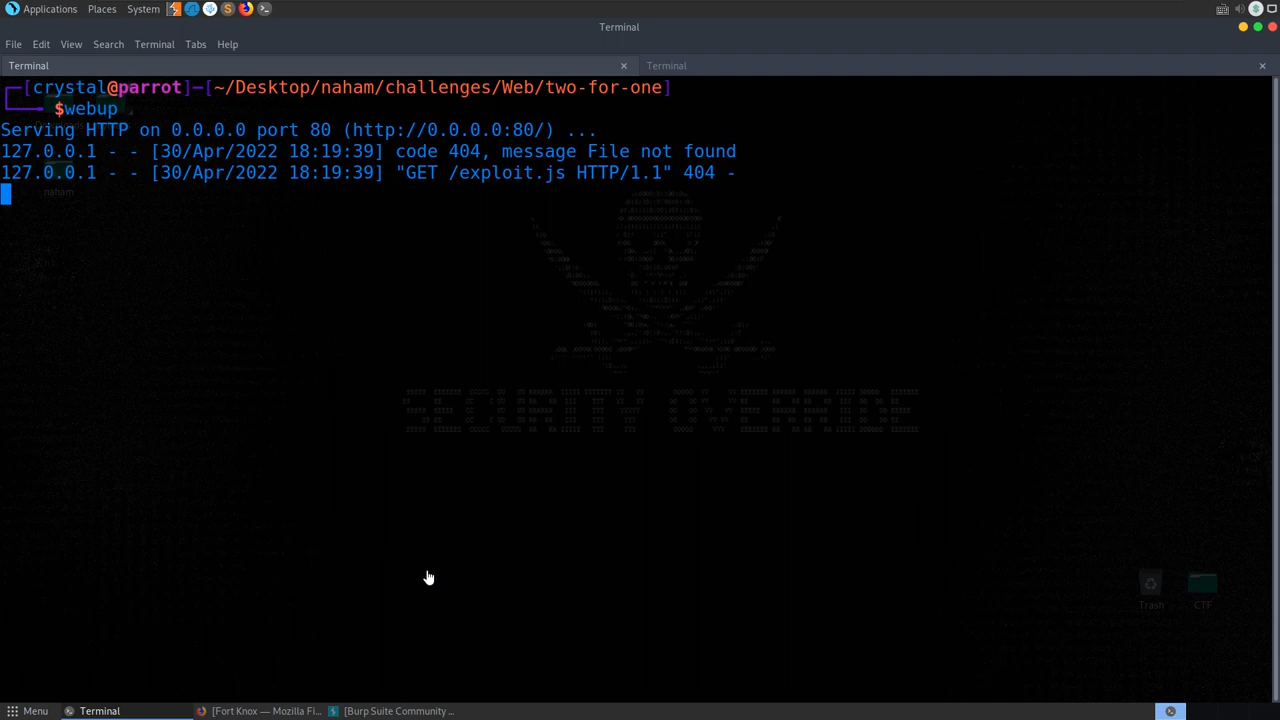 Applications Places System
Terminal
File Edit View Search Terminal Tabs Help
Terminal × Terminal ×
┌─[crystal@parrot]─[~/Desktop/naham/challenges/Web/two-for-one]
└──╼ $webup
Serving HTTP on 0.0.0.0 port 80 (http://0.0.0.0:80/) ...
127.0.0.1 - - [30/Apr/2022 18:19:39] code 404, message File not found
127.0.0.1 - - [30/Apr/2022 18:19:39] "GET /exploit.js HTTP/1.1" 404 -
naham
SECURITY OVERRIDE
Trash CTF
Menu Terminal [Fort Knox — Mozilla Fi... [Burp Suite Community ...